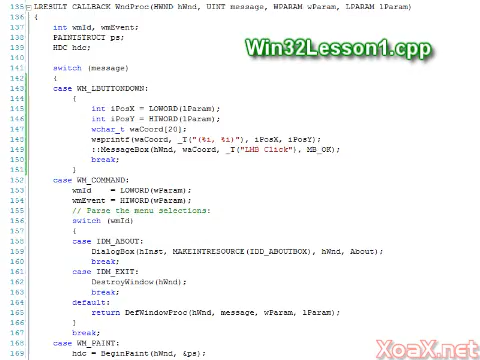 135 LRESULT CALLBACK WndProc(HWND hWnd, UINT message, WPARAM wParam, LPARAM lParam)
136 {
137 int wmId, wmEvent;
138 PAINTSTRUCT ps;
139 HDC hdc;
140
Win32Lesson1.cpp
141 switch (message)
142 {
143 case WM_LBUTTONDOWN:
144 {
145 int iPosX = LOWORD(lParam);
146 int iPosY = HIWORD(lParam);
147 wchar_t waCoord[20];
148 wsprintf(waCoord, _T("(%i, %i)"), iPosX, iPosY);
149 ::MessageBox(hWnd, waCoord, _T("LMB Click"), MB_OK);
150 break;
151 }
152 case WM_COMMAND:
153 wmId = LOWORD(wParam);
154 wmEvent = HIWORD(wParam);
155 // Parse the menu selections:
156 switch (wmId)
157 {
158 case IDM_ABOUT:
159 DialogBox(hInst, MAKEINTRESOURCE(IDD_ABOUTBOX), hWnd, About);
160 break;
161 case IDM_EXIT:
162 DestroyWindow(hWnd);
163 break;
164 default:
165 return DefWindowProc(hWnd, message, wParam, lParam);
166 }
167 break;
168 case WM_PAINT:
169 hdc = BeginPaint(hWnd, &ps);
XoaX.net